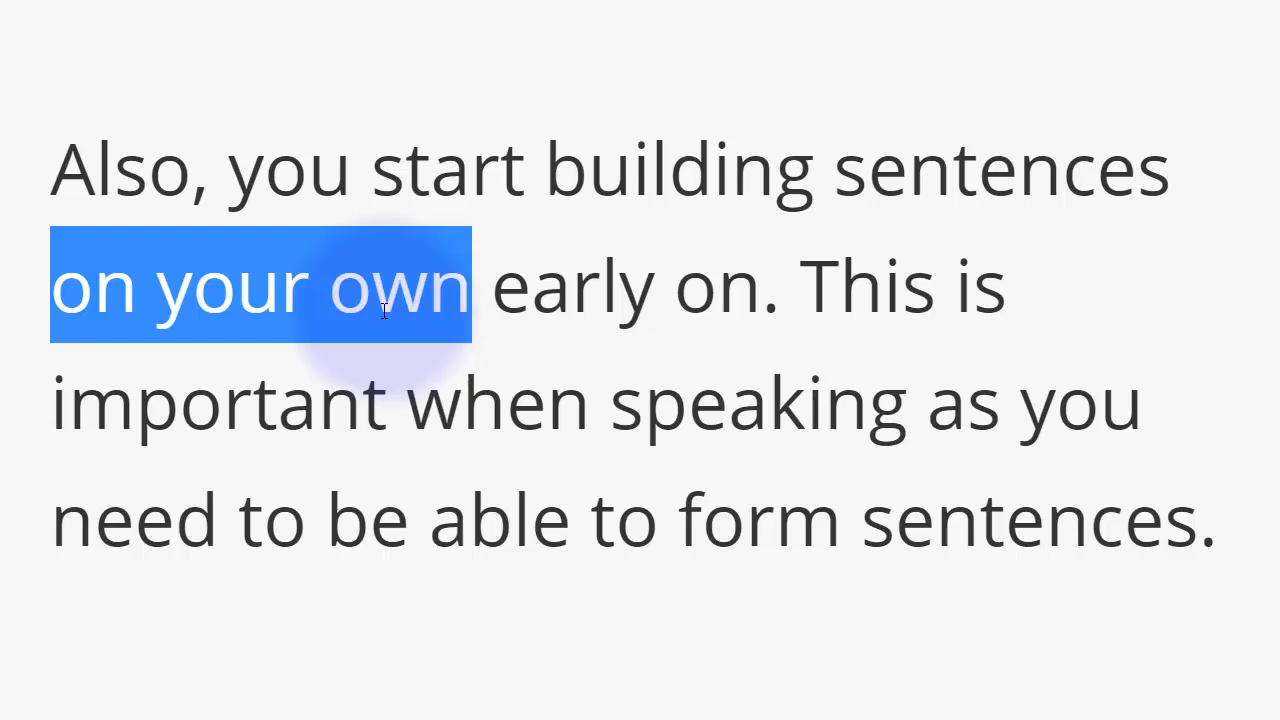 Also, you start building sentences
on your own early on. This is
important when speaking as you
need to be able to form sentences.